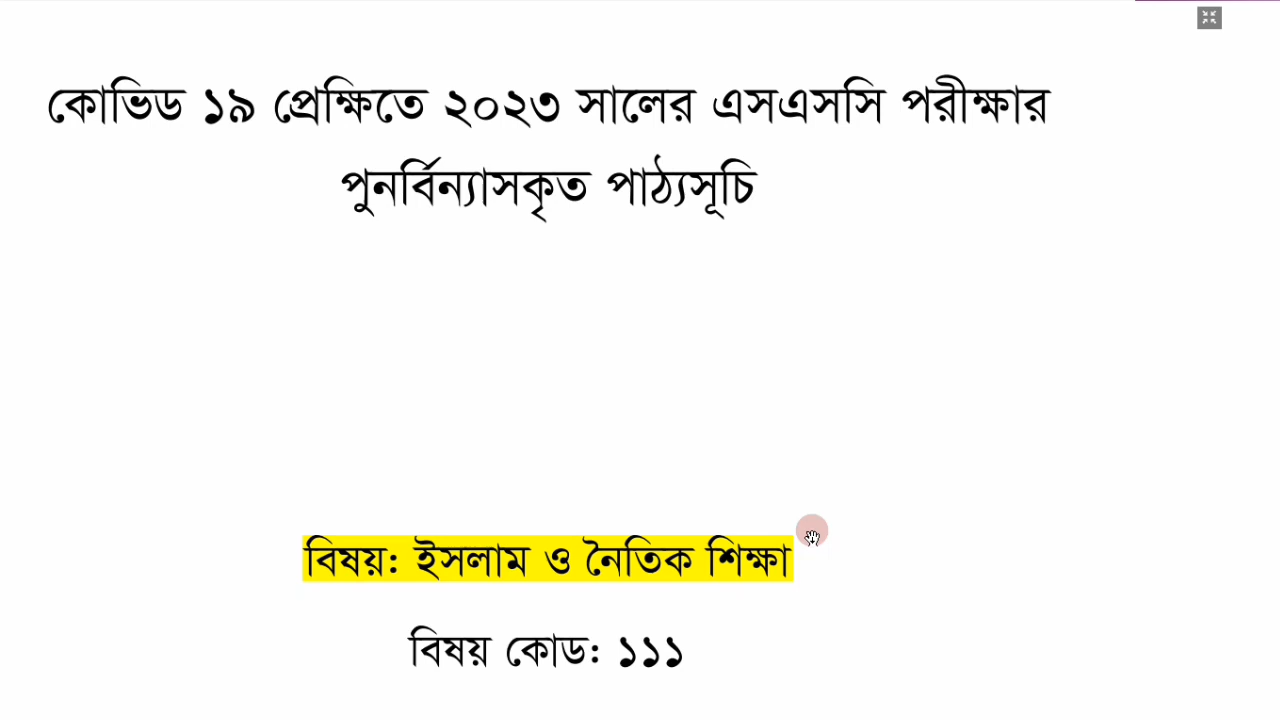 কোভিড ১৯ প্রেক্ষিতে ২০২৩ সালের এসএসসি পরীক্ষার
পুনর্বিন্যাসকৃত পাঠ্যসূচি
বিষয়: ইসলাম ও নৈতিক শিক্ষা
বিষয় কোড: ১১১